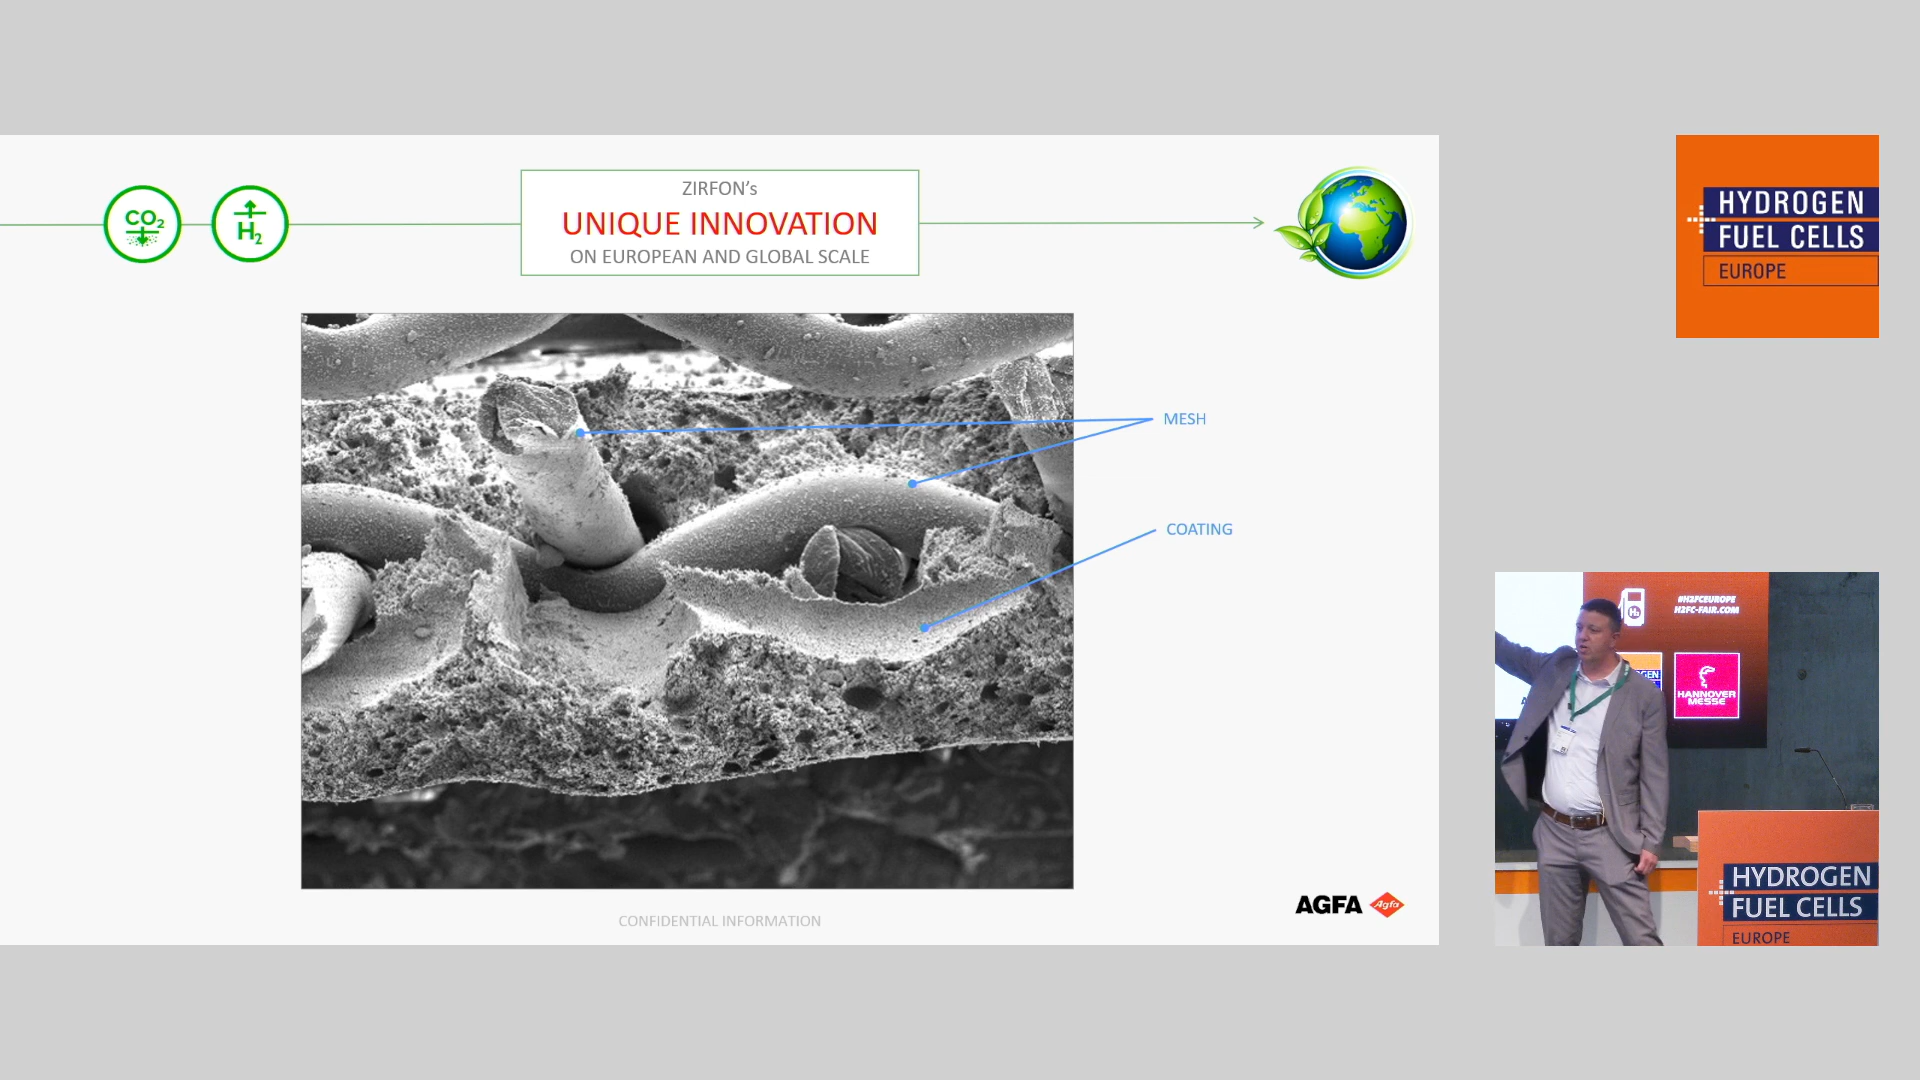 CO2
H2
ZIRFON's
UNIQUE INNOVATION
ON EUROPEAN AND GLOBAL SCALE
MESH
COATING
CONFIDENTIAL INFORMATION
AGFA
Agfa
HYDROGEN
FUEL CELLS
EUROPE
H2
#H2FCEUROPE
H2FC-FAIR.COM
HANNOVER
MESSE
HYDROGEN
FUEL CELLS
EUROPE